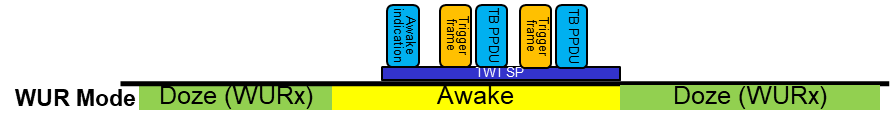 Awake
indication
Trigger
frame
TB PPDU
Trigger
frame
TB PPDU
TWT SP
WUR Mode
Doze (WURx)
Awake
Doze (WURx)